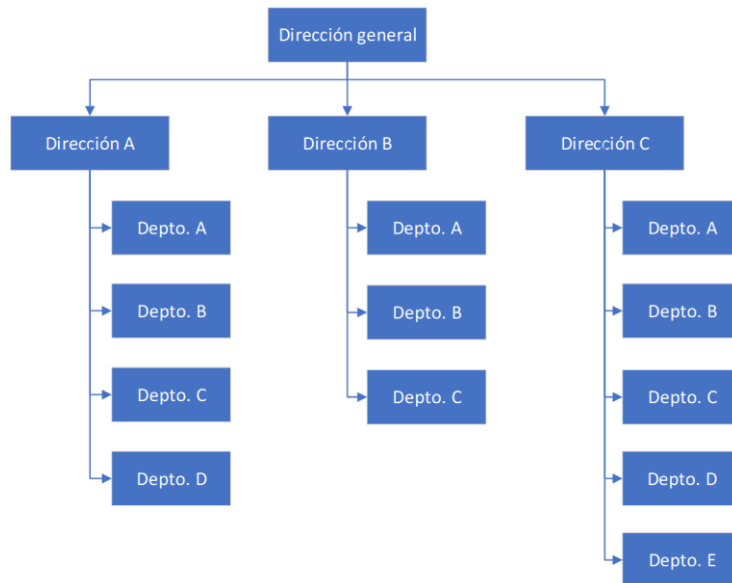 Dirección general
Dirección A
Dirección B
Dirección C
Depto. A
Depto. B
Depto. C
Depto. D
Depto. A
Depto. B
Depto. C
Depto. A
Depto. B
Depto. C
Depto. D
Depto. E